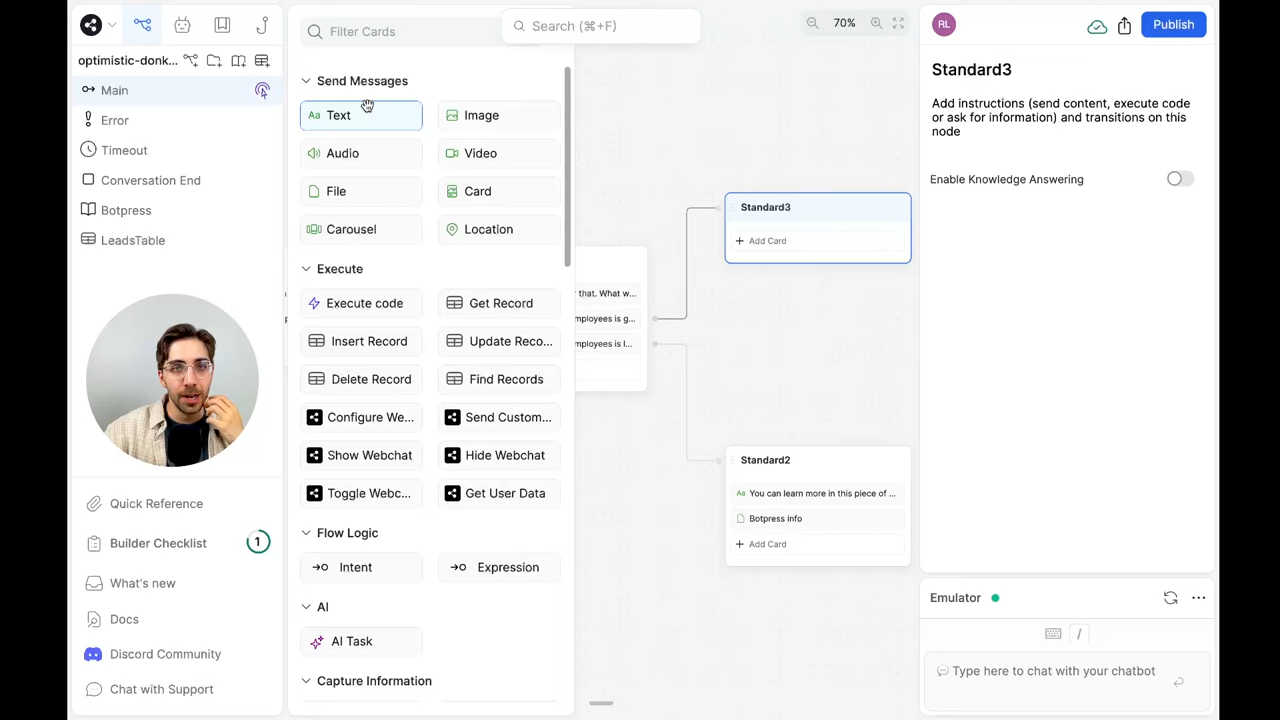 optimistic-donk...
Main
Error
Timeout
Conversation End
Botpress
LeadsTable
Quick Reference
Builder Checklist
1
What's new
Docs
Discord Community
Chat with Support
Filter Cards
Search (⌘+F)
Send Messages
Aa Text
Image
Audio
Video
File
Card
Carousel
Location
Execute
Execute code
Get Record
Insert Record
Update Reco...
Delete Record
Find Records
Configure We...
Send Custom...
Show Webchat
Hide Webchat
Toggle Webc...
Get User Data
Flow Logic
Intent
Expression
AI
AI Task
Capture Information
that. What w...
mployees is g...
mployees is l...
70%
Standard3
+ Add Card
Standard2
Aa You can learn more in this piece of ...
Botpress info
+ Add Card
RL
Publish
Standard3
Add instructions (send content, execute code
or ask for information) and transitions on this
node
Enable Knowledge Answering
Emulator
/
Type here to chat with your chatbot